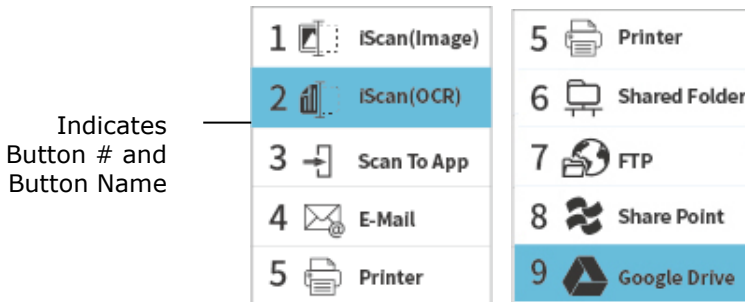 Indicates
Button # and
Button Name
1 iScan(Image)
2 iScan(OCR)
3 Scan To App
4 E-Mail
5 Printer
5 Printer
6 Shared Folder
7 FTP
8 Share Point
9 Google Drive